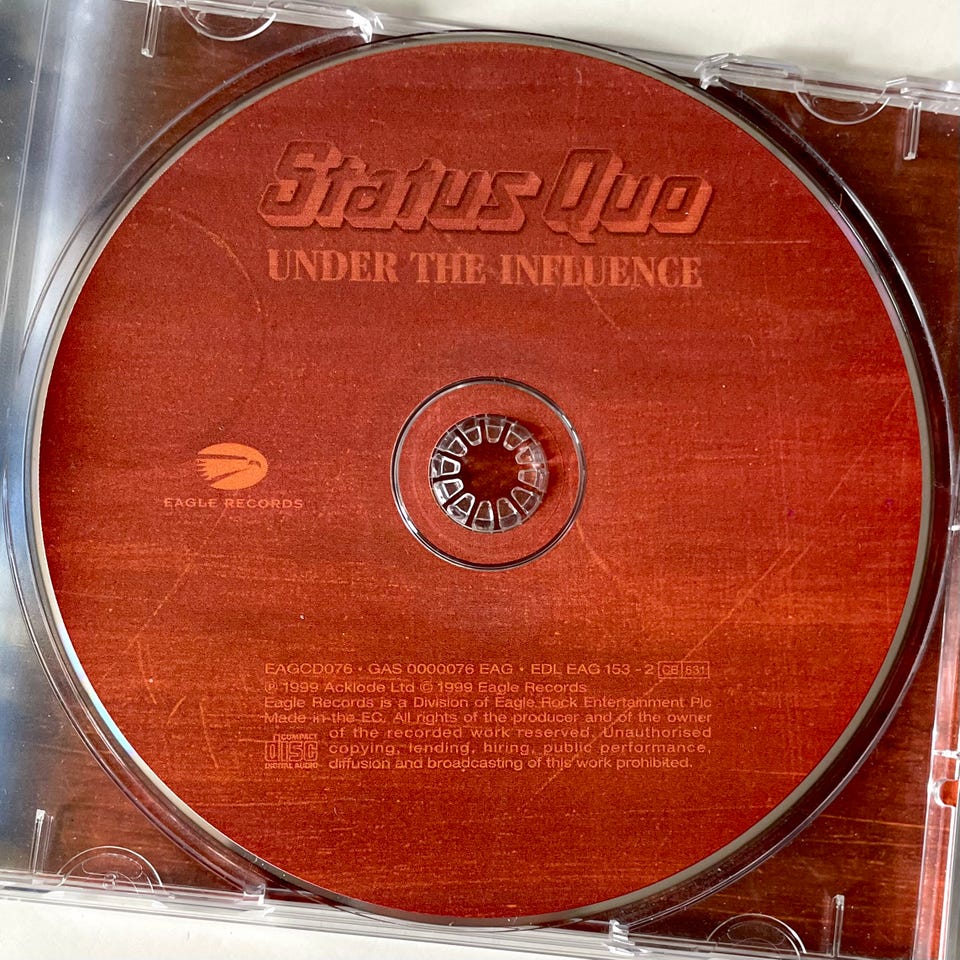 Status Quo
UNDER THE INFLUENCE
EAGLE RECORDS
EAGCD076 • GAS 0000076 EAG • EDL EAG 153 - 2 GB 531
℗ 1999 Acklode Ltd © 1999 Eagle Records
Eagle Records is a Division of Eagle Rock Entertainment Plc
Made in the EC. All rights of the producer and of the owner
of the recorded work reserved. Unauthorised
copying, lending, hiring, public performance,
diffusion and broadcasting of this work prohibited.
COMPACT
disc
DIGITAL AUDIO